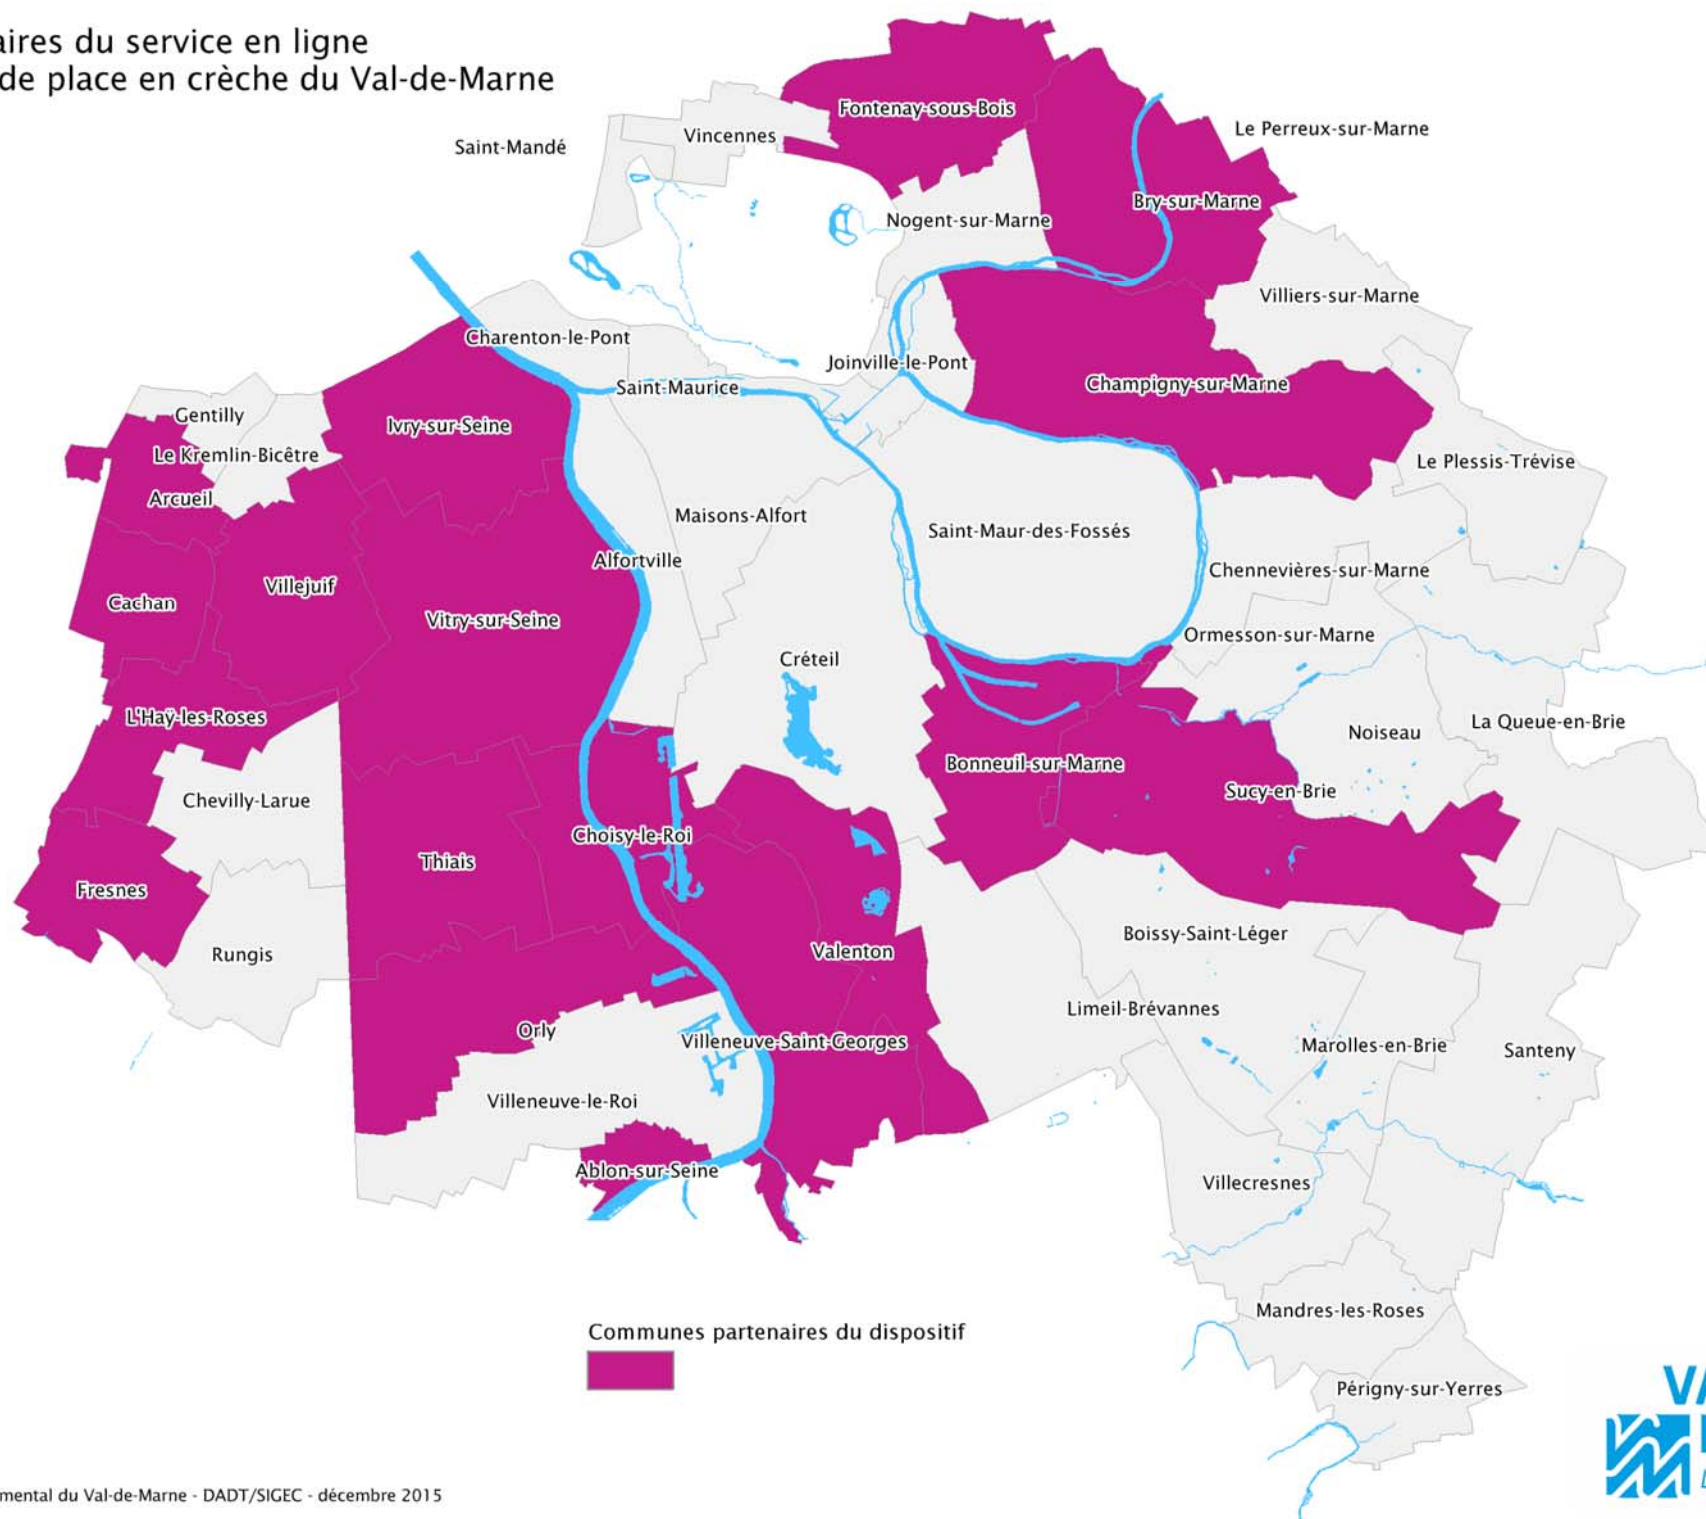 aires du service en ligne
de place en crèche du Val-de-Marne
Fontenay-sous-Bois
Le Perreux-sur-Marne
Vincennes
Saint-Mandé
Bry-sur-Marne
Nogent-sur-Marne
Villiers-sur-Marne
Charenton-le-Pont
Joinville-le-Pont
Champigny-sur-Marne
Saint-Maurice
Gentilly
Ivry-sur-Seine
Le Kremlin-Bicêtre
Le Plessis-Trévise
Arcueil
Maisons-Alfort
Saint-Maur-des-Fossés
Alfortville
Chennevières-sur-Marne
Villejuif
Cachan
Vitry-sur-Seine
Ormesson-sur-Marne
Créteil
L'Haÿ-les-Roses
La Queue-en-Brie
Noiseau
Bonneuil-sur-Marne
Sucy-en-Brie
Chevilly-Larue
Choisy-le-Roi
Thiais
Fresnes
Boissy-Saint-Léger
Valenton
Rungis
Limeil-Brévannes
Orly
Villeneuve-Saint-Georges
Marolles-en-Brie
Santeny
Villeneuve-le-Roi
Ablon-sur-Seine
Villecresnes
Mandres-les-Roses
Communes partenaires du dispositif
Périgny-sur-Yerres
mental du Val-de-Marne - DADT/SIGEC - décembre 2015